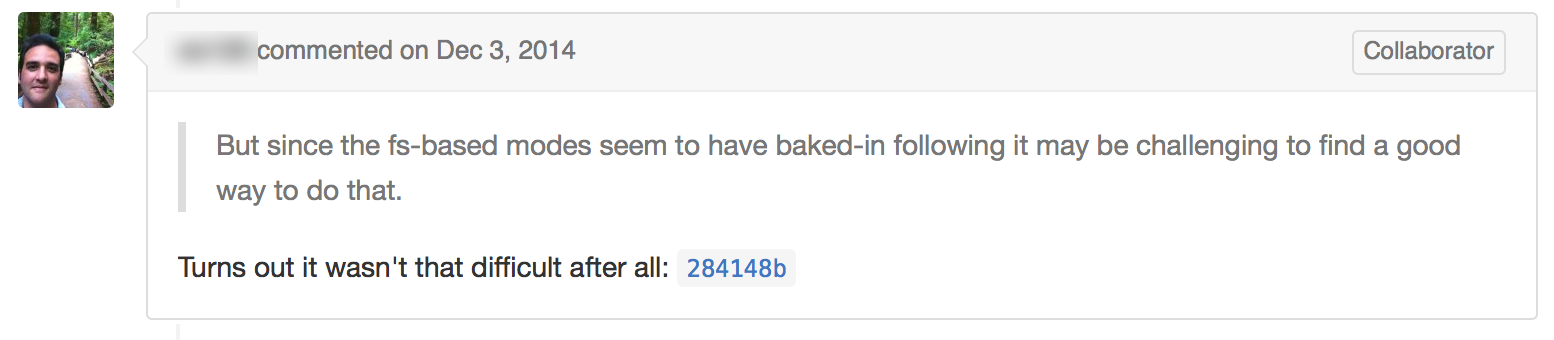 commented on Dec 3, 2014
Collaborator
But since the fs-based modes seem to have baked-in following it may be challenging to find a good
way to do that.
Turns out it wasn't that difficult after all: 284148b